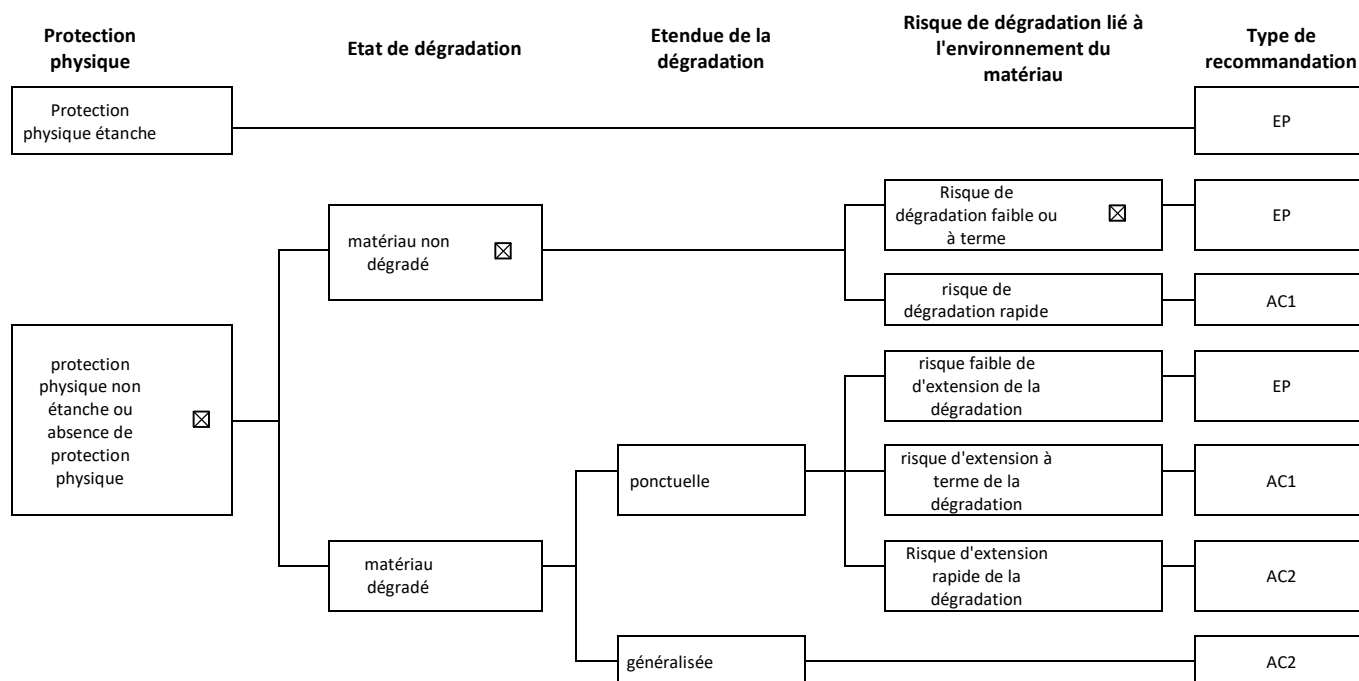 Protection
physique
Etat de dégradation
Etendue de la
dégradation
Risque de dégradation lié à
l'environnement du
matériau
Type de
recommandation
Protection
physique étanche
EP
Risque de
dégradation faible ou
à terme
EP
matériau non
dégradé
risque de
dégradation rapide
AC1
protection
physique non
étanche ou
absence de
protection
physique
risque faible de
d'extension de la
dégradation
EP
ponctuelle
risque d'extension à
terme de la
dégradation
AC1
matériau
dégradé
Risque d'extension
rapide de la
dégradation
AC2
généralisée
AC2